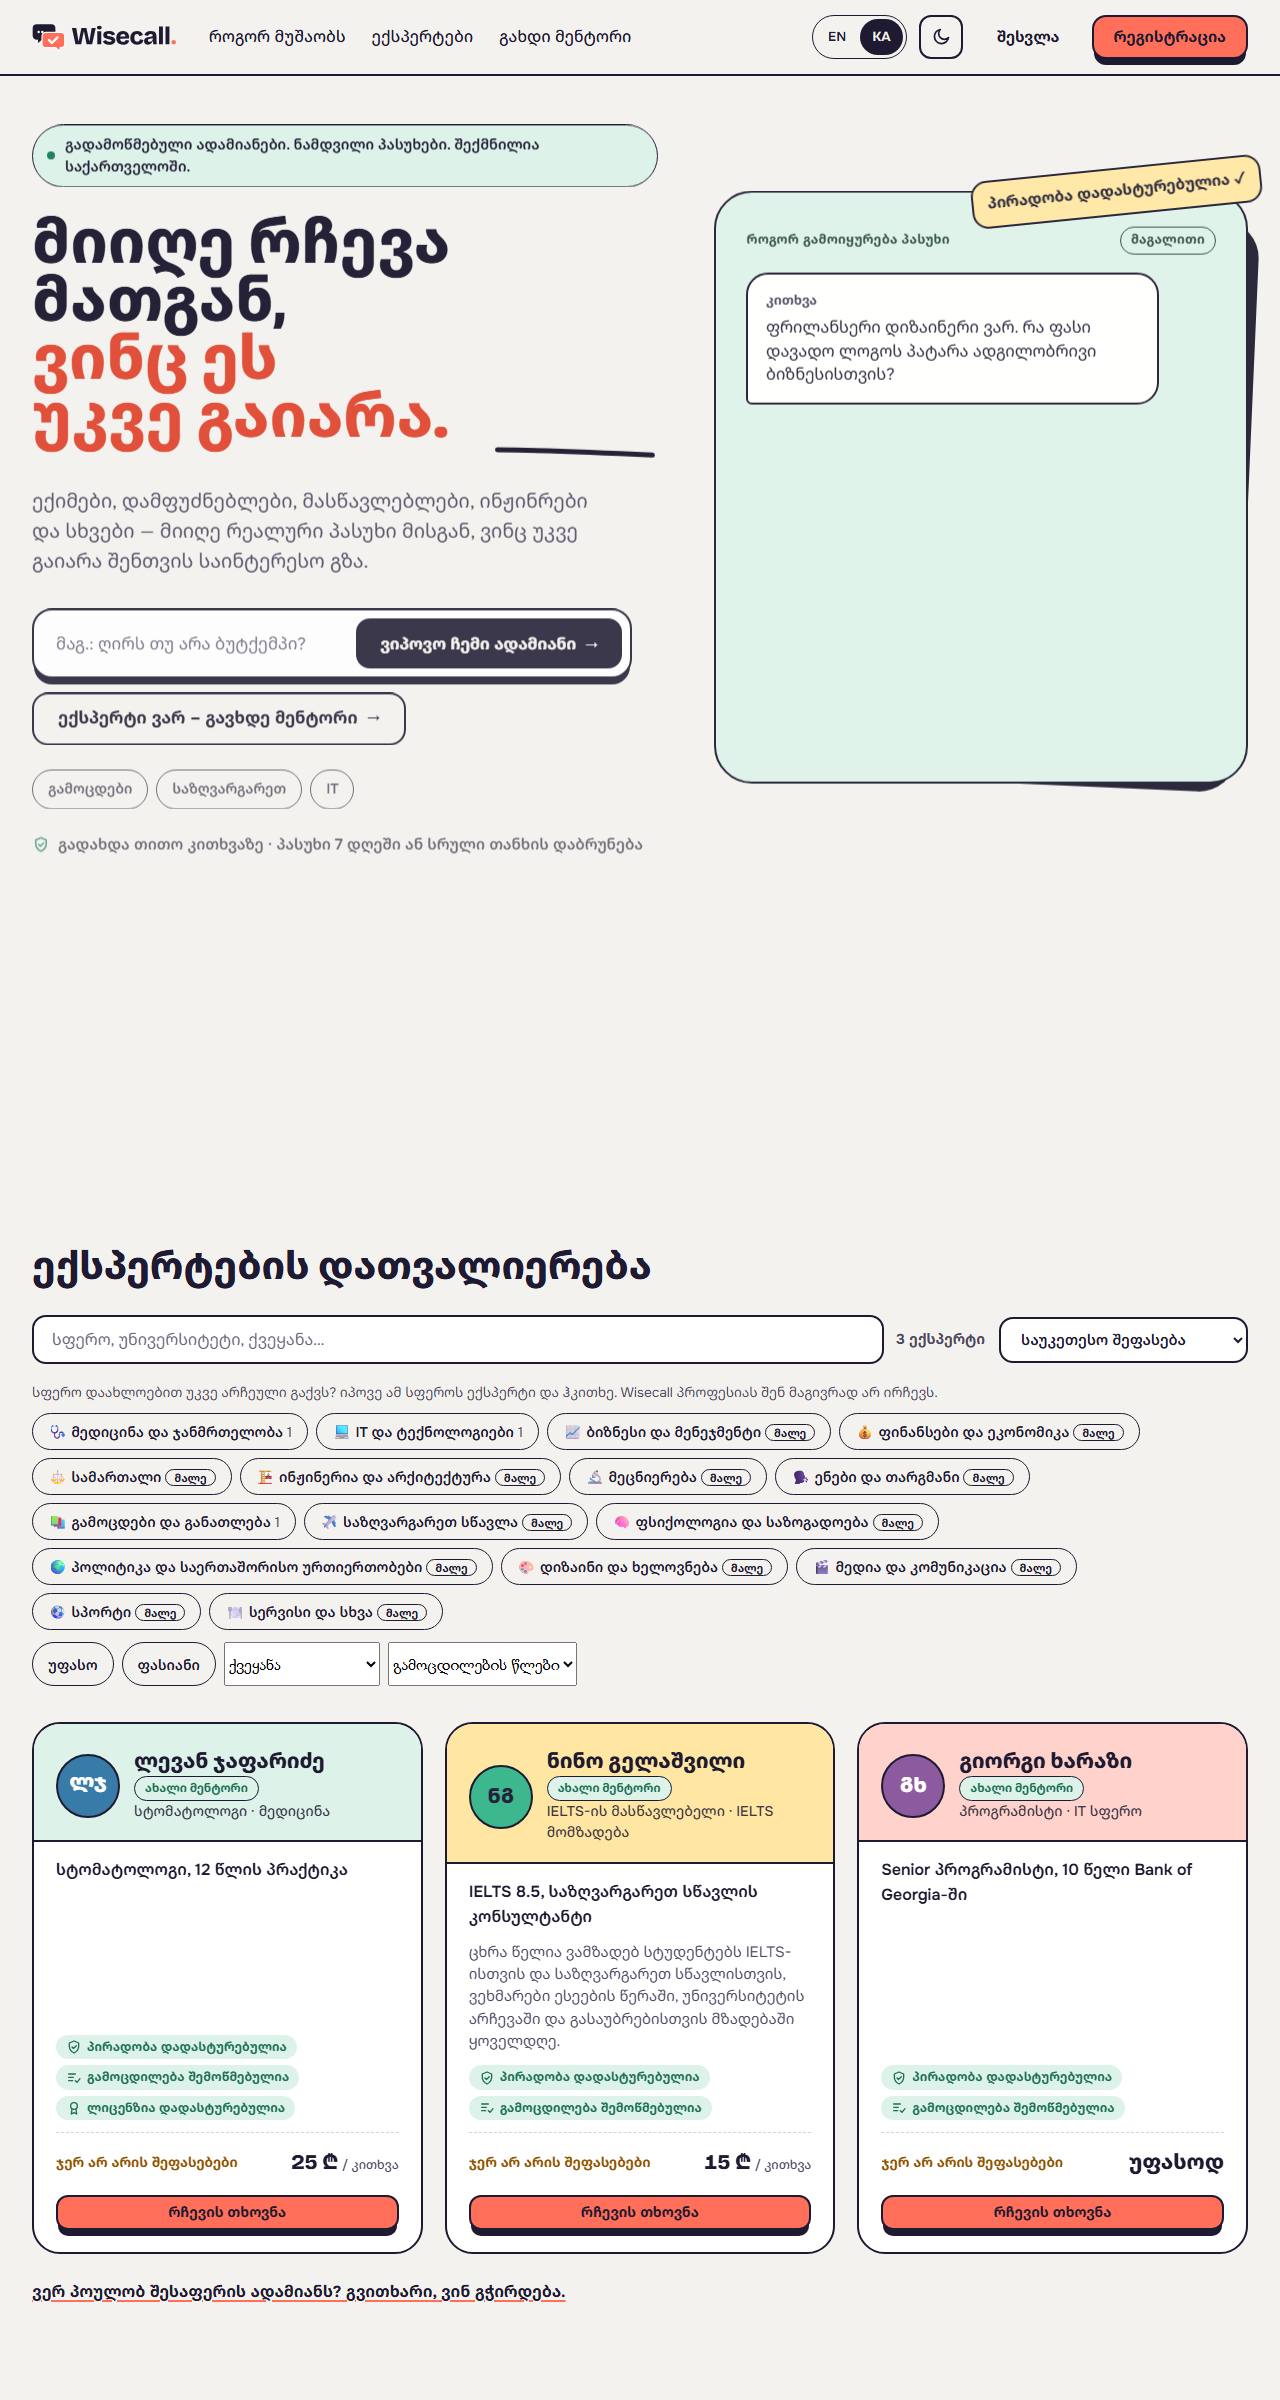 Wisecall.
როგორ მუშაობს
ექსპერტები
გახდი მენტორი
EN
KA
შესვლა
რეგისტრაცია
გადამოწმებული ადამიანები. ნამდვილი პასუხები. შექმნილია
საქართველოში.
მიიღე რჩევა
მათგან,
ვინც ეს
უკვე გაიარა.
ექიმები, დამფუძნებლები, მასწავლებლები, ინჟინრები
და სხვები — მიიღე რეალური პასუხი მისგან, ვინც უკვე
გაიარა შენთვის საინტერესო გზა.
მაგ.: ღირს თუ არა ბუტქემპი?
ვიპოვო ჩემი ადამიანი →
ექსპერტი ვარ – გავხდე მენტორი →
გამოცდები
საზღვარგარეთ
IT
გადახდა თითო კითხვაზე · პასუხი 7 დღეში ან სრული თანხის დაბრუნება
პირადობა დადასტურებულია ✓
როგორ გამოიყურება პასუხი
მაგალითი
კითხვა
ფრილანსერი დიზაინერი ვარ. რა ფასი
დავადო ლოგოს პატარა ადგილობრივი
ბიზნესისთვის?
ექსპერტების დათვალიერება
სფერო, უნივერსიტეტი, ქვეყანა...
3 ექსპერტი
საუკეთესო შეფასება
სფერო დაახლოებით უკვე არჩეული გაქვს? იპოვე ამ სფეროს ექსპერტი და ჰკითხე. Wisecall პროფესიას შენ მაგივრად არ ირჩევს.
მედიცინა და ჯანმრთელობა 1
IT და ტექნოლოგიები 1
ბიზნესი და მენეჯმენტი მალე
ფინანსები და ეკონომიკა მალე
სამართალი მალე
ინჟინერია და არქიტექტურა მალე
მეცნიერება მალე
ენები და თარგმანი მალე
გამოცდები და განათლება 1
საზღვარგარეთ სწავლა მალე
ფსიქოლოგია და საზოგადოება მალე
პოლიტიკა და საერთაშორისო ურთიერთობები მალე
დიზაინი და ხელოვნება მალე
მედია და კომუნიკაცია მალე
სპორტი მალე
სერვისი და სხვა მალე
უფასო
ფასიანი
ქვეყანა
გამოცდილების წლები
ლჯ
ლევან ჯაფარიძე
ახალი მენტორი
სტომატოლოგი · მედიცინა
სტომატოლოგი, 12 წლის პრაქტიკა
პირადობა დადასტურებულია
გამოცდილება შემოწმებულია
ლიცენზია დადასტურებულია
ჯერ არ არის შეფასებები
25 ₾ / კითხვა
რჩევის თხოვნა
ნგ
ნინო გელაშვილი
ახალი მენტორი
IELTS-ის მასწავლებელი · IELTS
მომზადება
IELTS 8.5, საზღვარგარეთ სწავლის
კონსულტანტი
ცხრა წელია ვამზადებ სტუდენტებს IELTS-
ისთვის და საზღვარგარეთ სწავლისთვის,
ვეხმარები ესეების წერაში, უნივერსიტეტის
არჩევაში და გასაუბრებისთვის მზადებაში
ყოველდღე.
პირადობა დადასტურებულია
გამოცდილება შემოწმებულია
ჯერ არ არის შეფასებები
15 ₾ / კითხვა
რჩევის თხოვნა
გხ
გიორგი ხარაზი
ახალი მენტორი
პროგრამისტი · IT სფერო
Senior პროგრამისტი, 10 წელი Bank of
Georgia-ში
პირადობა დადასტურებულია
გამოცდილება შემოწმებულია
ჯერ არ არის შეფასებები
უფასოდ
რჩევის თხოვნა
ვერ პოულობ შესაფერის ადამიანს? გვითხარი, ვინ გჭირდება.